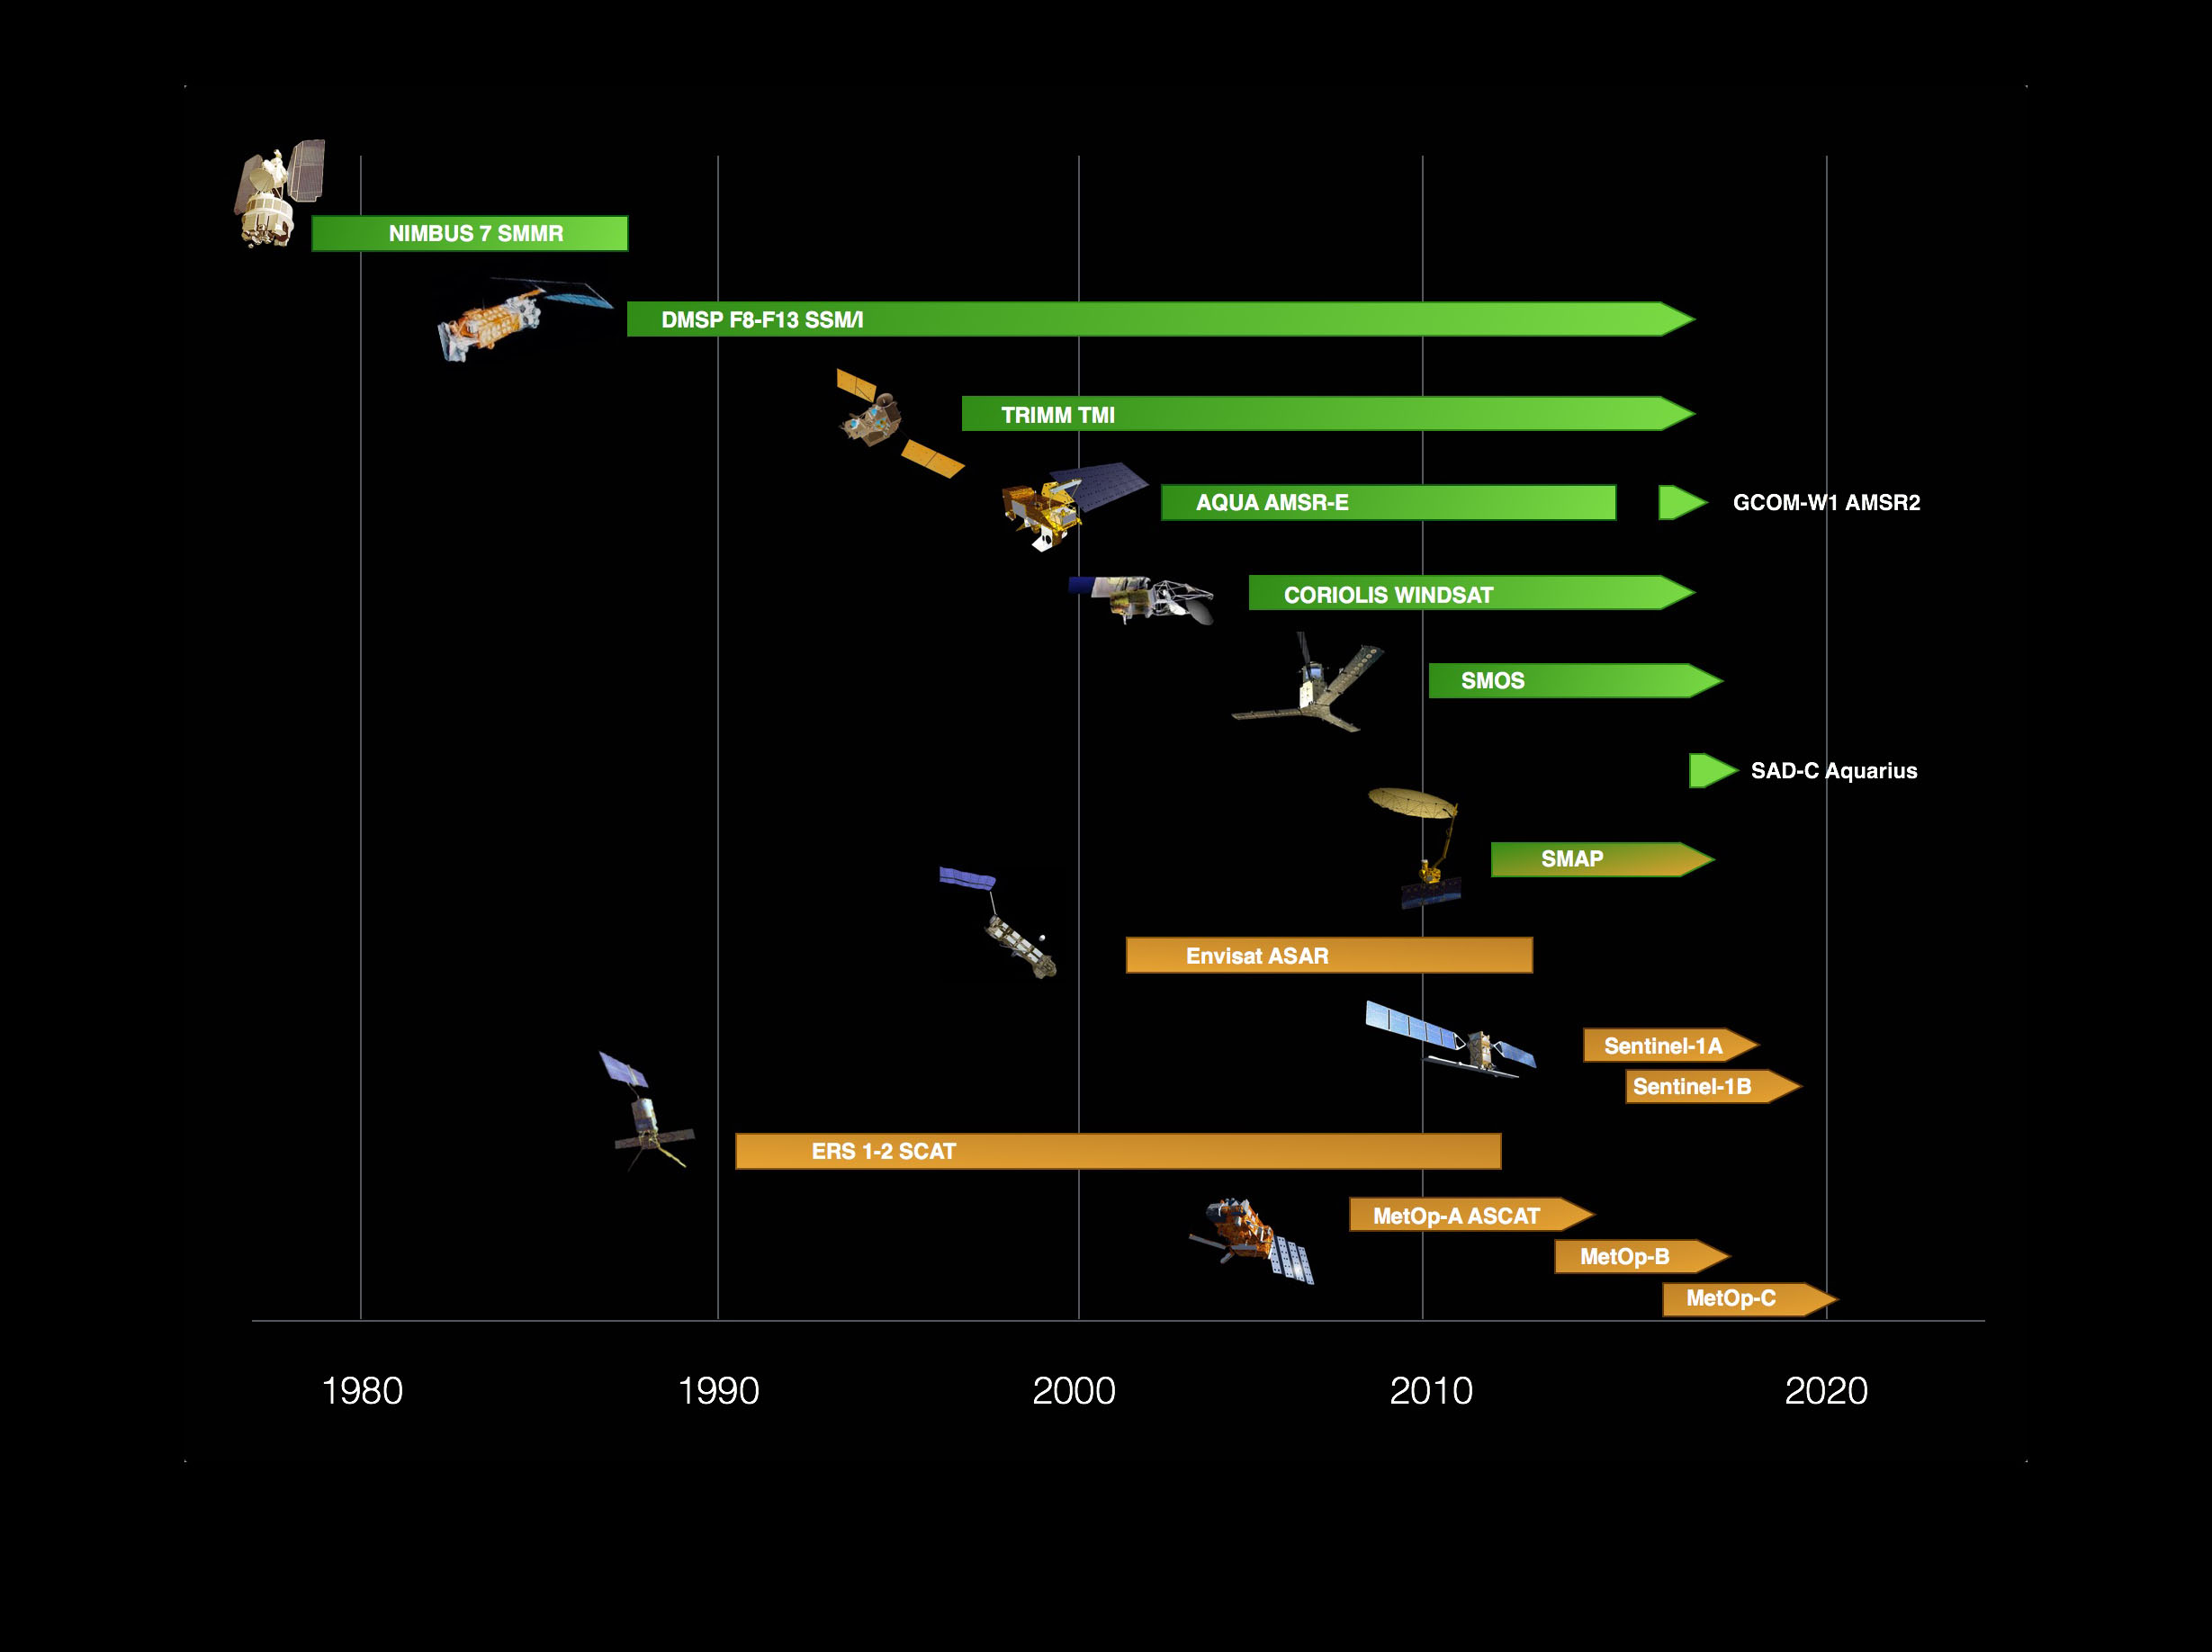 NIMBUS 7 SMMR
DMSP F8-F13 SSM/I
TRIMM TMI
AQUA AMSR-E
GCOM-W1 AMSR2
CORIOLIS WINDSAT
SMOS
SAD-C Aquarius
SMAP
Envisat ASAR
Sentinel-1A
Sentinel-1B
ERS 1-2 SCAT
MetOp-A ASCAT
MetOp-B
MetOp-C
1980 1990 2000 2010 2020